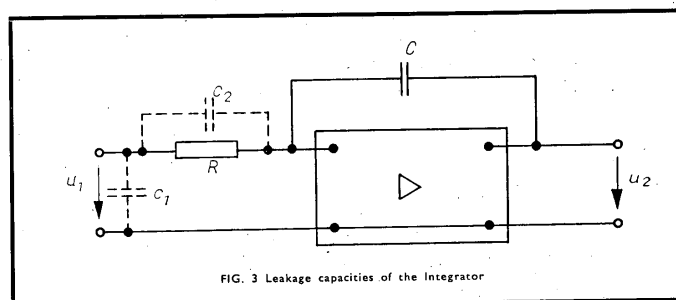 C
C₂
R
u₁
C₁
u₂
FIG. 3 Leakage capacities of the Integrator